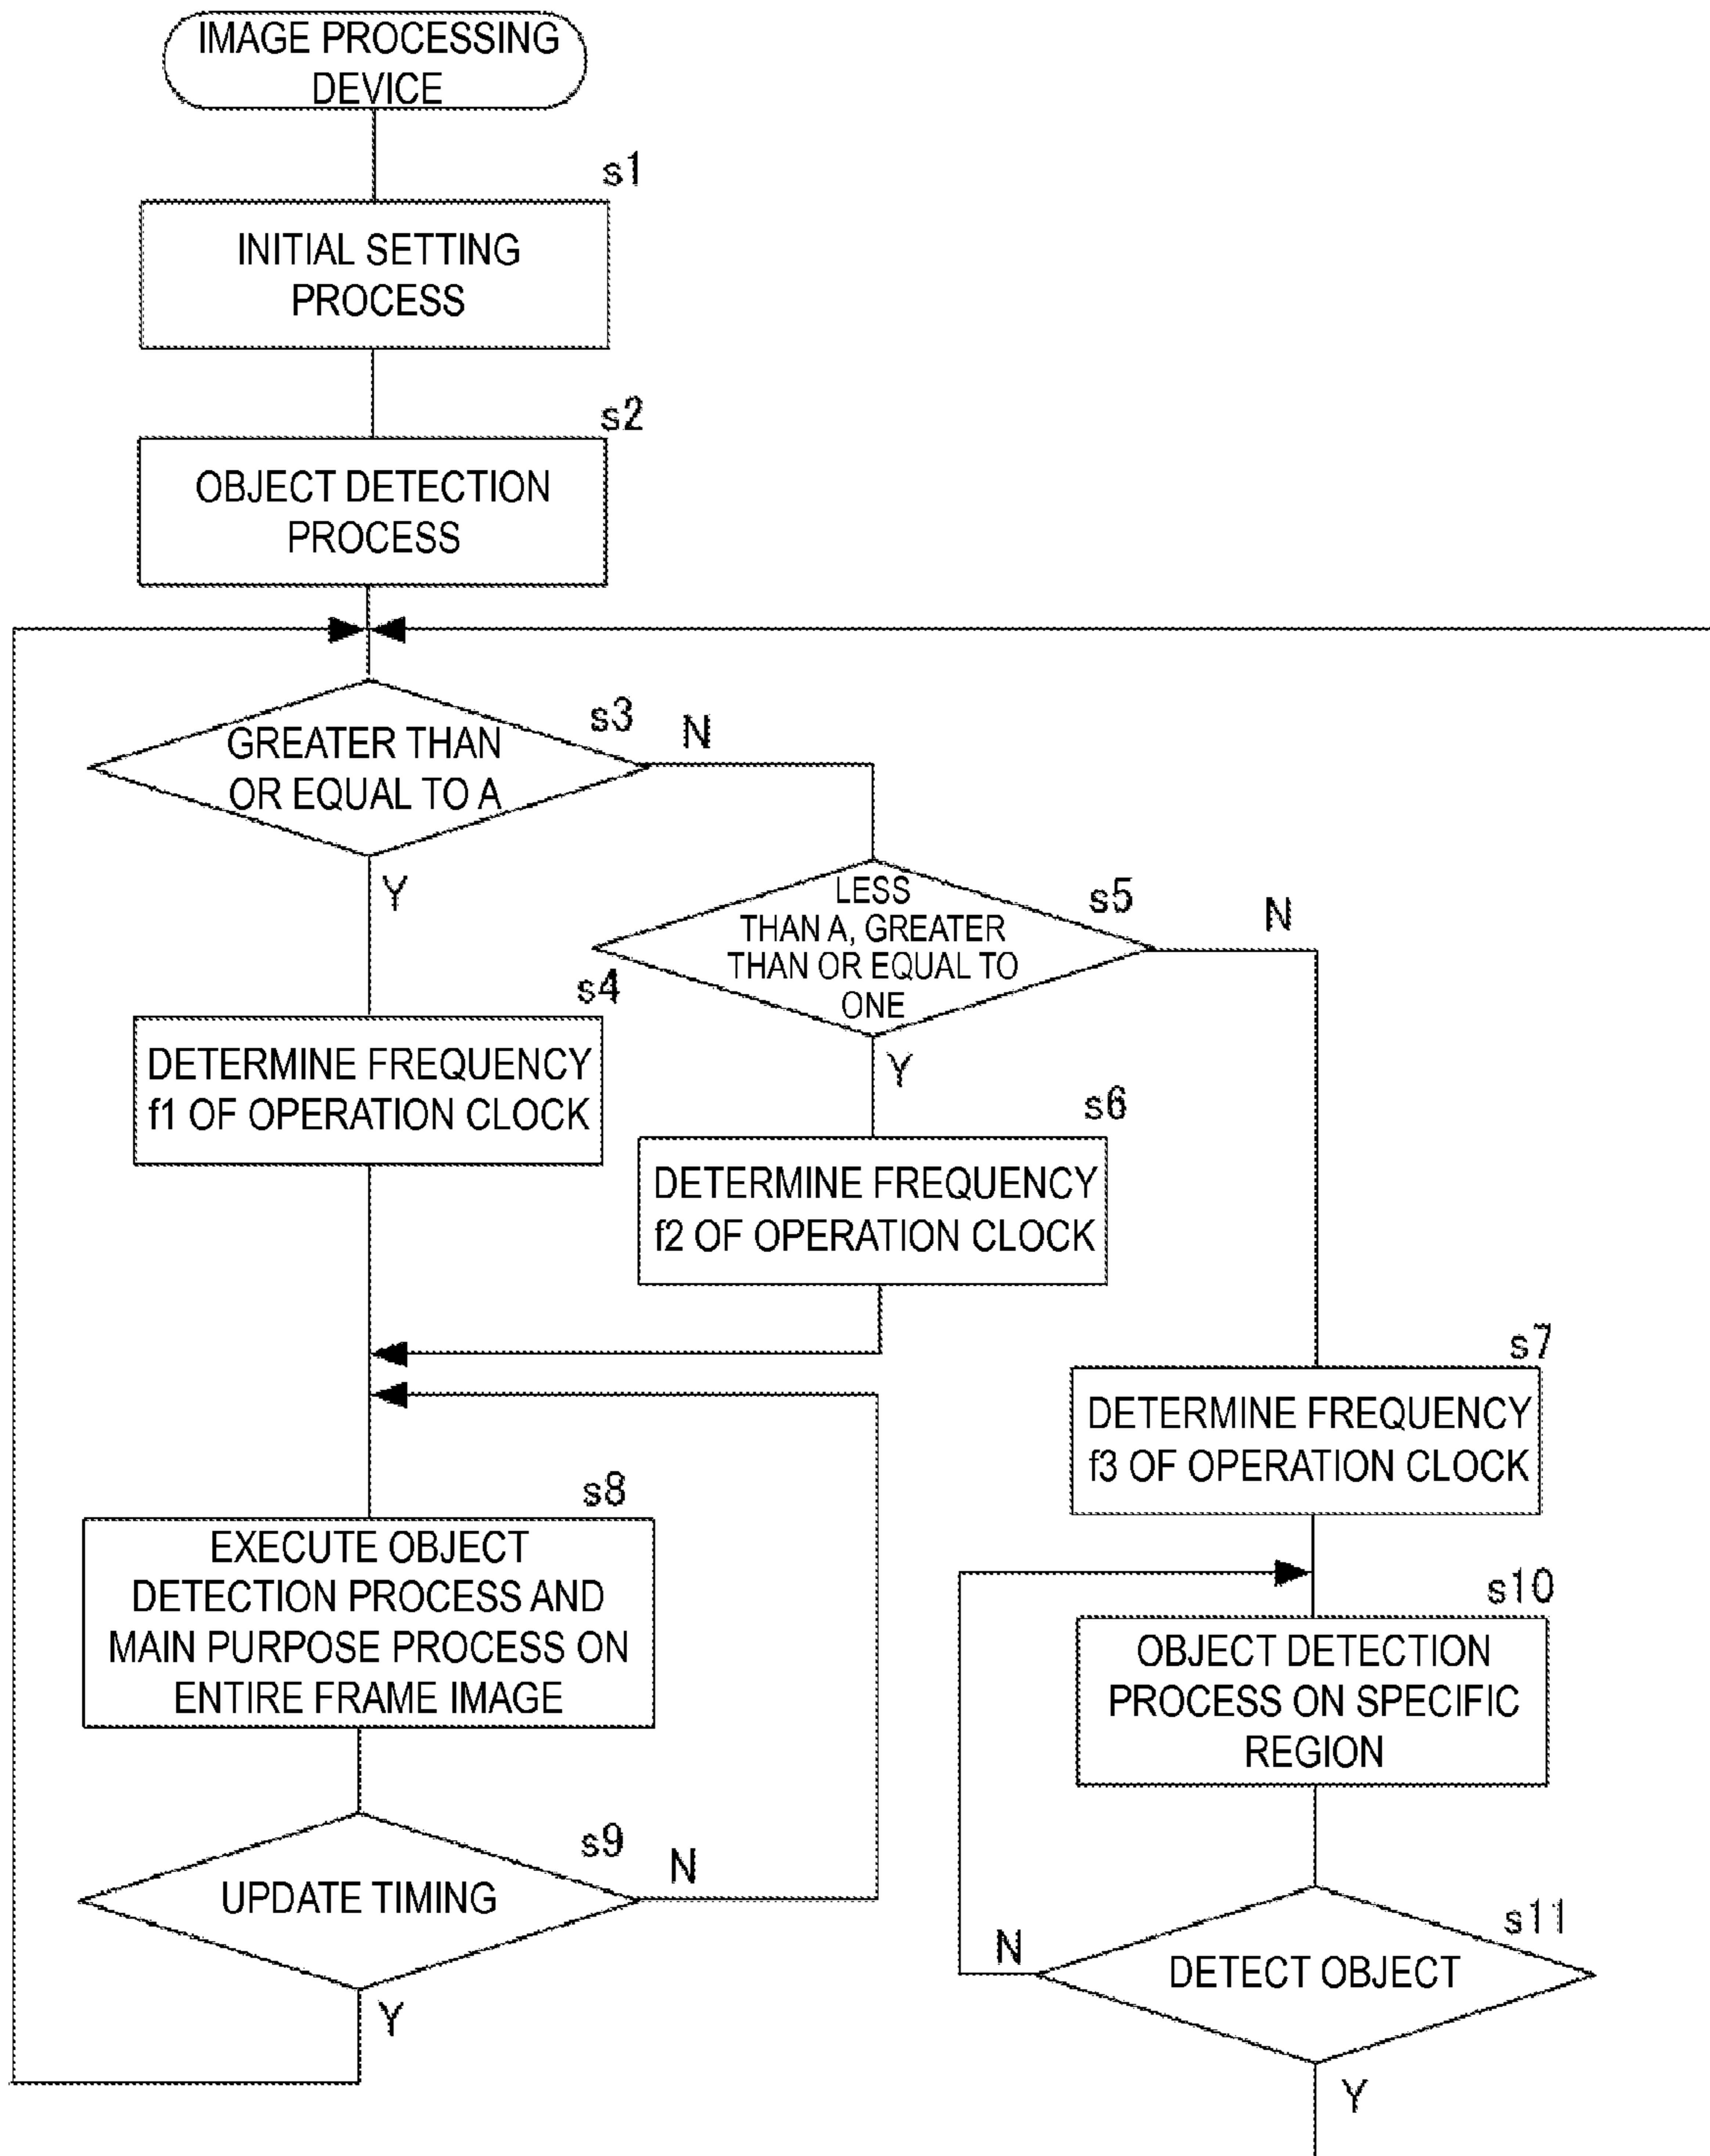 IMAGE PROCESSING
DEVICE
s1
INITIAL SETTING
PROCESS
s2
OBJECT DETECTION
PROCESS
s3
N
GREATER THAN
OR EQUAL TO A
Y
s5
N
LESS
THAN A, GREATER
THAN OR EQUAL TO
ONE
Y
s4
DETERMINE FREQUENCY
f1 OF OPERATION CLOCK
s6
DETERMINE FREQUENCY
f2 OF OPERATION CLOCK
s7
DETERMINE FREQUENCY
f3 OF OPERATION CLOCK
s8
EXECUTE OBJECT
DETECTION PROCESS AND
MAIN PURPOSE PROCESS ON
ENTIRE FRAME IMAGE
s9
N
UPDATE TIMING
Y
s10
OBJECT DETECTION
PROCESS ON SPECIFIC
REGION
s11
N
DETECT OBJECT
Y